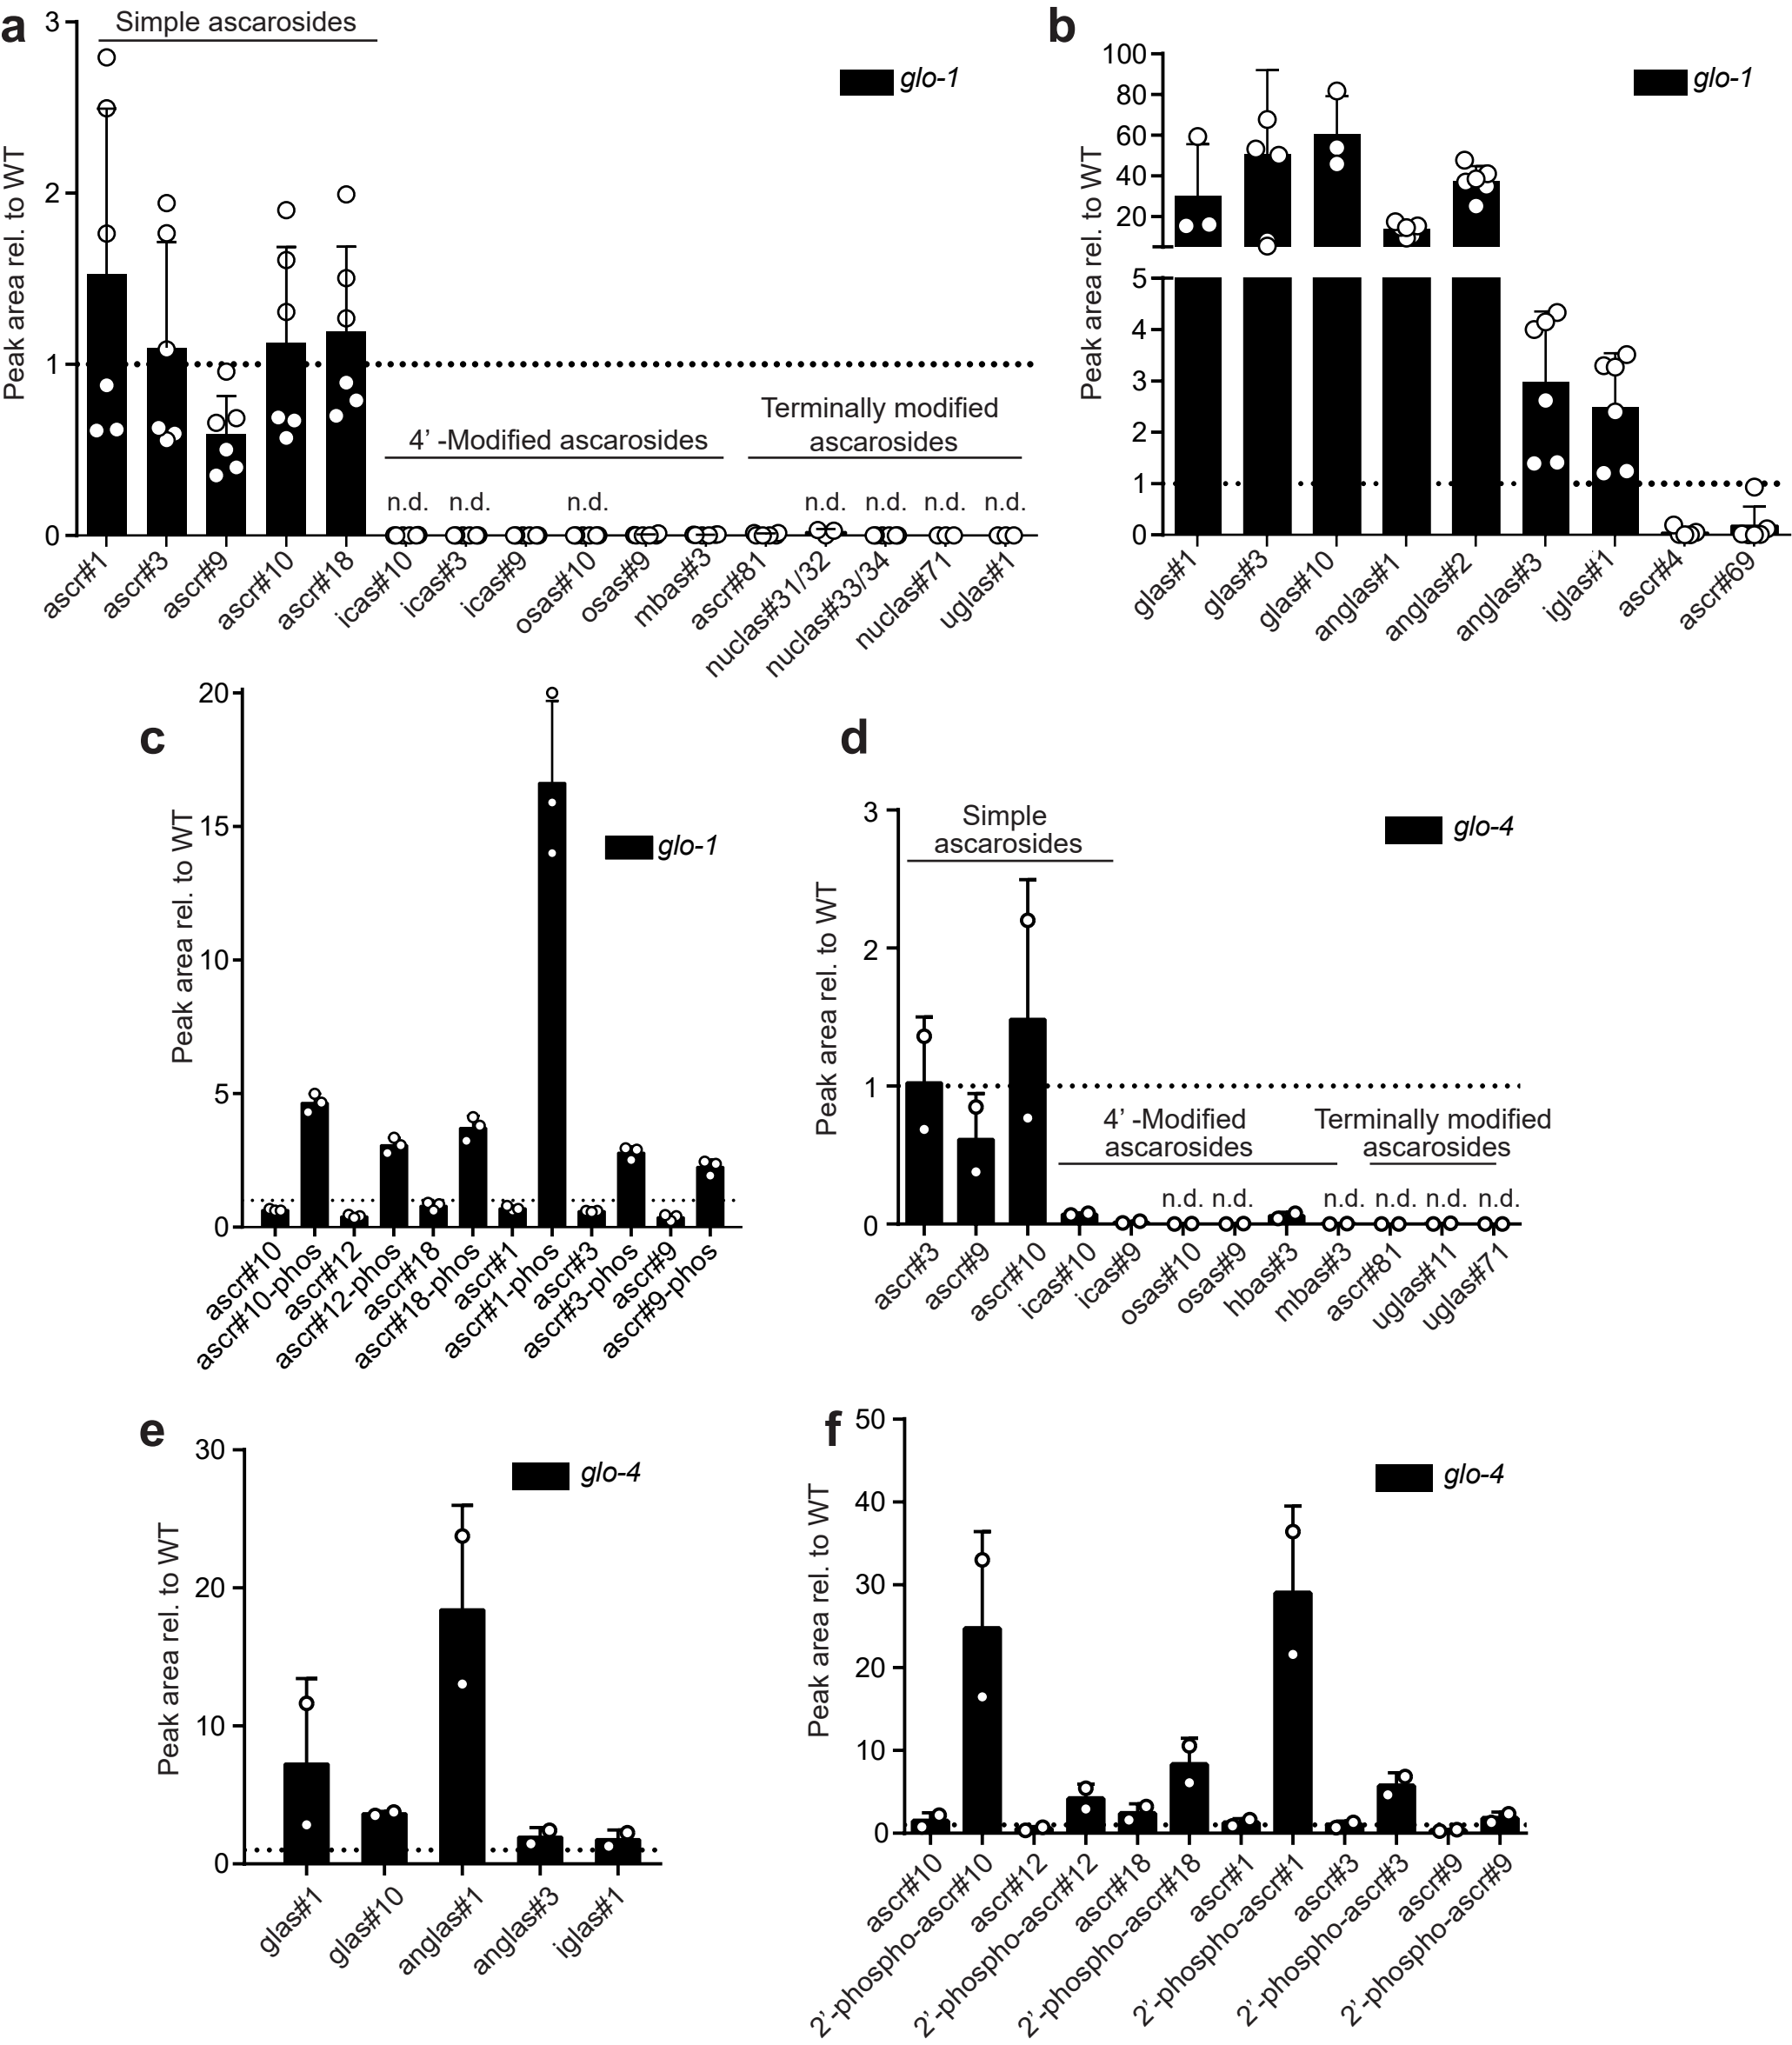 a
Simple ascarosides
glo-1
Peak area rel. to WT
3
2
1
0
4’ -Modified ascarosides
Terminally modified
ascarosides
n.d.
n.d.
n.d.
n.d.
n.d.
n.d.
n.d.
ascr#1
ascr#3
ascr#9
ascr#10
ascr#18
icas#10
icas#3
icas#9
osas#10
osas#9
mbas#3
ascr#81
nuclas#31/32
nuclas#33/34
nuclas#71
uglas#1
b
glo-1
Peak area rel. to WT
100
80
60
40
20
5
4
3
2
1
0
glas#1
glas#3
glas#10
anglas#1
anglas#2
anglas#3
iglas#1
ascr#4
ascr#69
c
glo-1
Peak area rel. to WT
20
15
10
5
0
ascr#10
ascr#10-phos
ascr#12
ascr#12-phos
ascr#18
ascr#18-phos
ascr#1
ascr#1-phos
ascr#3
ascr#3-phos
ascr#9
ascr#9-phos
d
Simple
ascarosides
glo-4
Peak area rel. to WT
3
2
1
0
4’ -Modified
ascarosides
Terminally modified
ascarosides
n.d.
n.d.
n.d.
n.d.
n.d.
n.d.
ascr#3
ascr#9
ascr#10
icas#10
icas#9
osas#10
osas#9
hbas#3
mbas#3
ascr#81
uglas#11
uglas#71
e
glo-4
Peak area rel. to WT
30
20
10
0
glas#1
glas#10
anglas#1
anglas#3
iglas#1
f
glo-4
Peak area rel. to WT
50
40
30
20
10
0
ascr#10
2’-phospho-ascr#10
ascr#12
2’-phospho-ascr#12
ascr#18
2’-phospho-ascr#18
ascr#1
2’-phospho-ascr#1
ascr#3
2’-phospho-ascr#3
ascr#9
2’-phospho-ascr#9